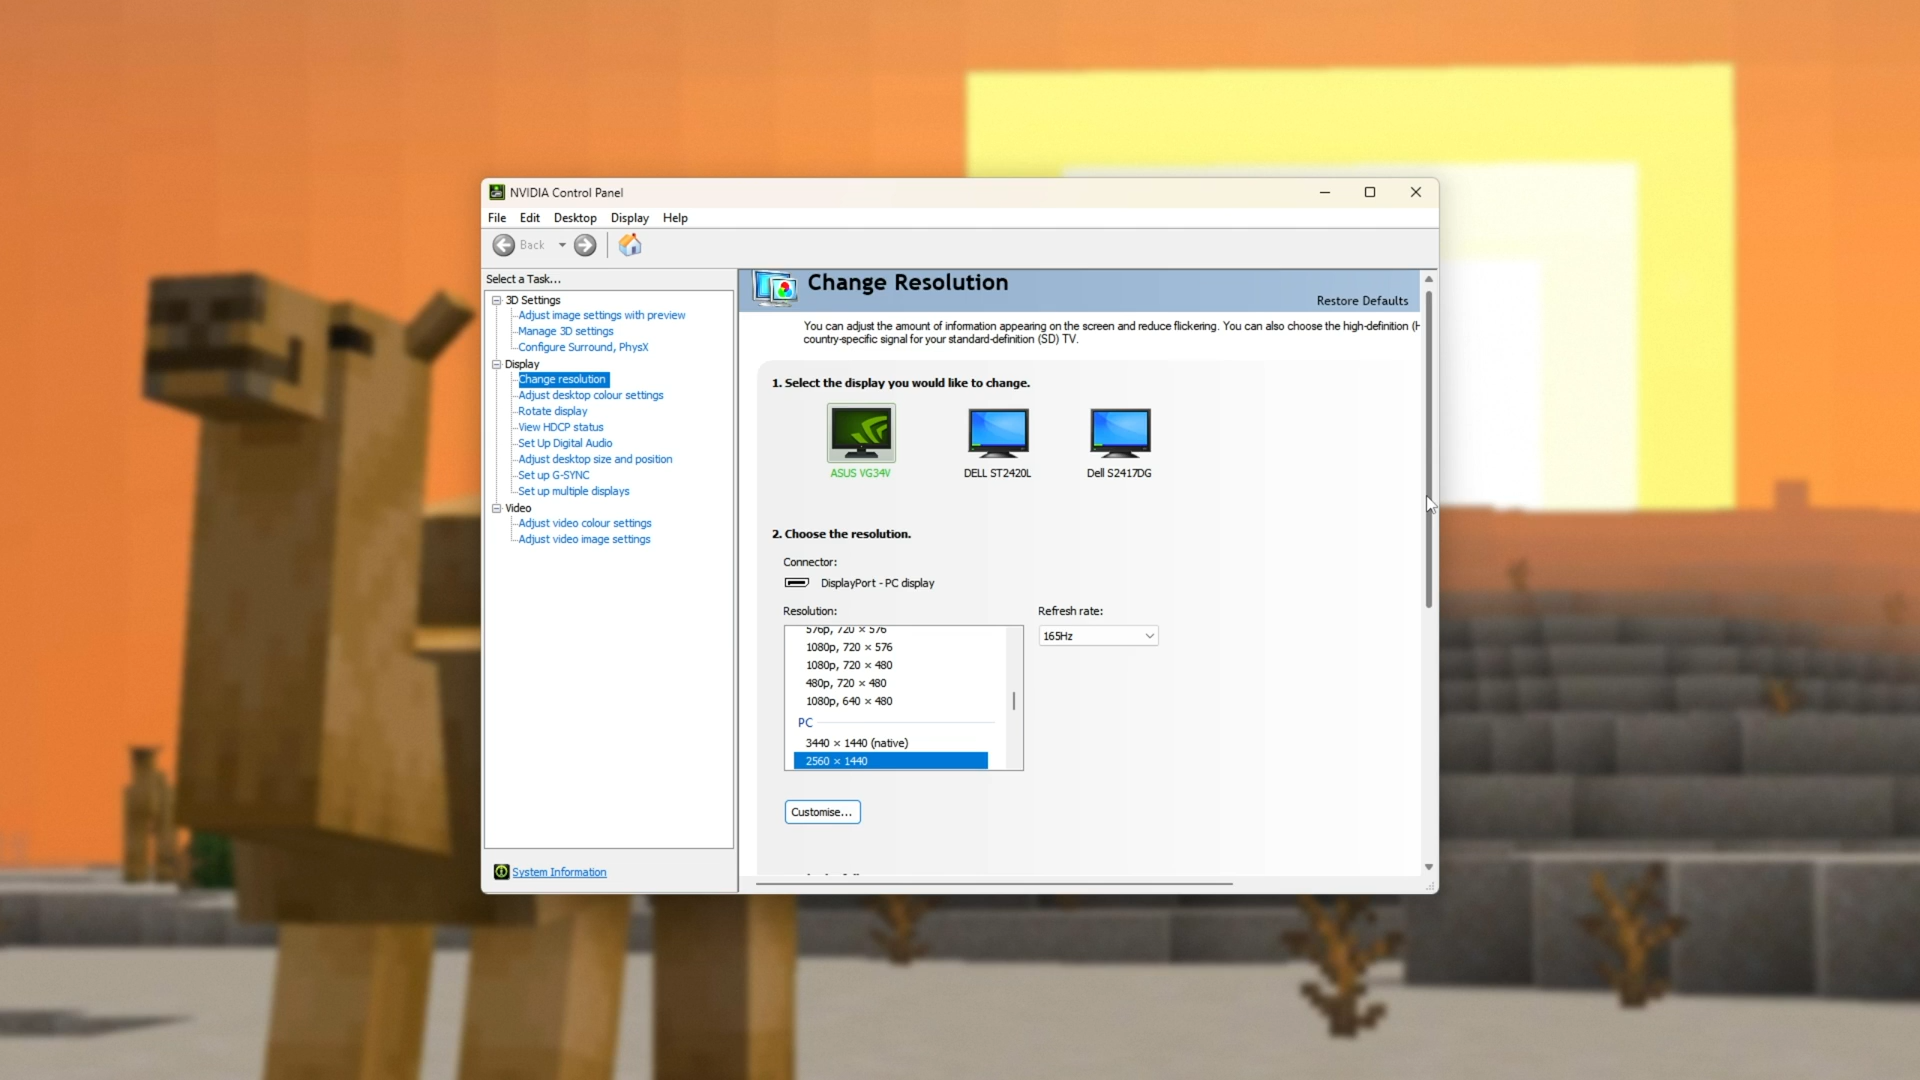 NVIDIA Control Panel
File Edit Desktop Display Help
Back
Select a Task...
3D Settings
Adjust image settings with preview
Manage 3D settings
Configure Surround, PhysX
Display
Change resolution
Adjust desktop colour settings
Rotate display
View HDCP status
Set Up Digital Audio
Adjust desktop size and position
Set up G-SYNC
Set up multiple displays
Video
Adjust video colour settings
Adjust video image settings
System Information
Change Resolution
Restore Defaults
You can adjust the amount of information appearing on the screen and reduce flickering. You can also choose the high-definition (H
country-specific signal for your standard-definition (SD) TV.
1. Select the display you would like to change.
ASUS VG34V DELL ST2420L Dell S2417DG
2. Choose the resolution.
Connector:
DisplayPort - PC display
Resolution: Refresh rate:
165Hz
576p, 720 × 576
1080p, 720 × 576
1080p, 720 × 480
480p, 720 × 480
1080p, 640 × 480
PC
3440 × 1440 (native)
2560 × 1440
Customise...